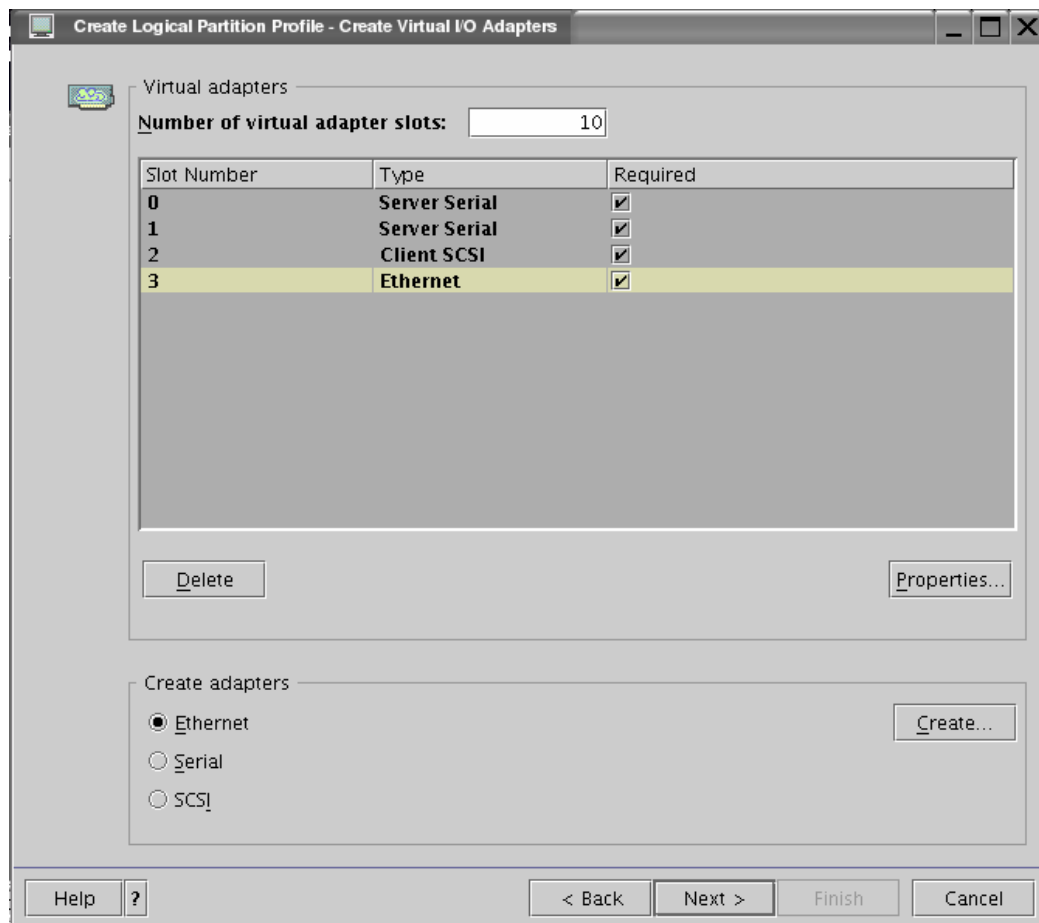 Create Logical Partition Profile - Create Virtual I/O Adapters
Virtual adapters
Number of virtual adapter slots: 10
Slot Number Type Required
0 Server Serial
1 Server Serial
2 Client SCSI
3 Ethernet
Delete Properties...
Create adapters
Ethernet Create...
Serial
SCSI
Help ? < Back Next > Finish Cancel